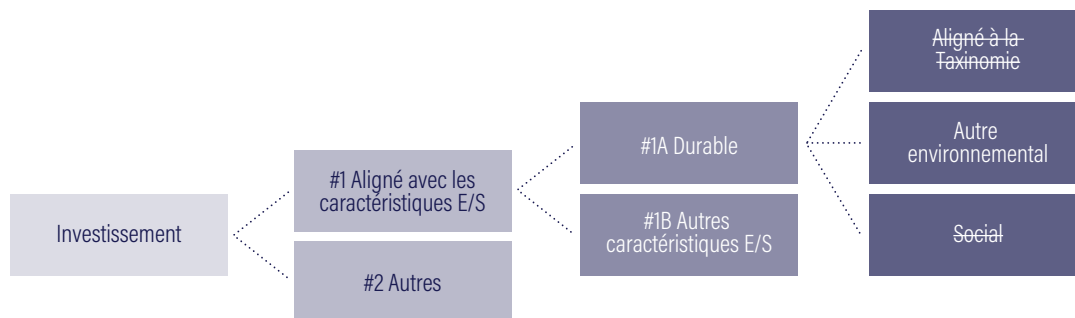 Investissement
#1 Aligné avec les
caractéristiques E/S
#2 Autres
#1A Durable
#1B Autres
caractéristiques E/S
Aligné à la
Taxinomie
Autre
environnemental
Social